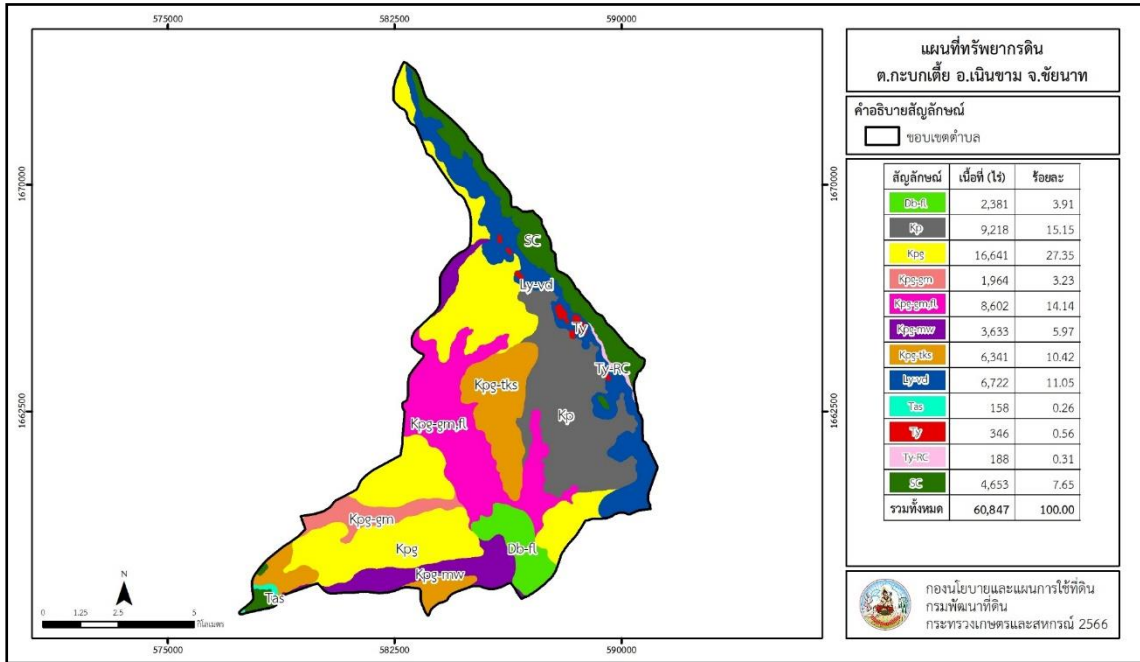 575000
582500
590000
แผนที่ทรัพยากรดิน
ต.กะบกเตี้ย อ.เนินขาม จ.ชัยนาท
คำอธิบายสัญลักษณ์
ขอบเขตตำบล
สัญลักษณ์ เนื้อที่ (ไร่) ร้อยละ
Db-fl 2,381 3.91
Kp 9,218 15.15
Kpg 16,641 27.35
Kpg-gm 1,964 3.23
Kpg-gm,fl 8,602 14.14
Kpg-mw 3,633 5.97
Kpg-tks 6,341 10.42
Ly-vd 6,722 11.05
Tas 158 0.26
Ty 346 0.56
Ty-RC 188 0.31
SC 4,653 7.65
รวมทั้งหมด 60,847 100.00
1670000
1670000
SC
Ly-vd
Ty
Ty-RC
Kpg-tks
Kp
Kpg-gm,fl
1662500
1662500
Kpg-gm
Kpg
Db-fl
Kpg-mw
Tas
N
0 1.25 2.5 5
กิโลเมตร
575000
582500
590000
กองนโยบายและแผนการใช้ที่ดิน
กรมพัฒนาที่ดิน
กระทรวงเกษตรและสหกรณ์ 2566